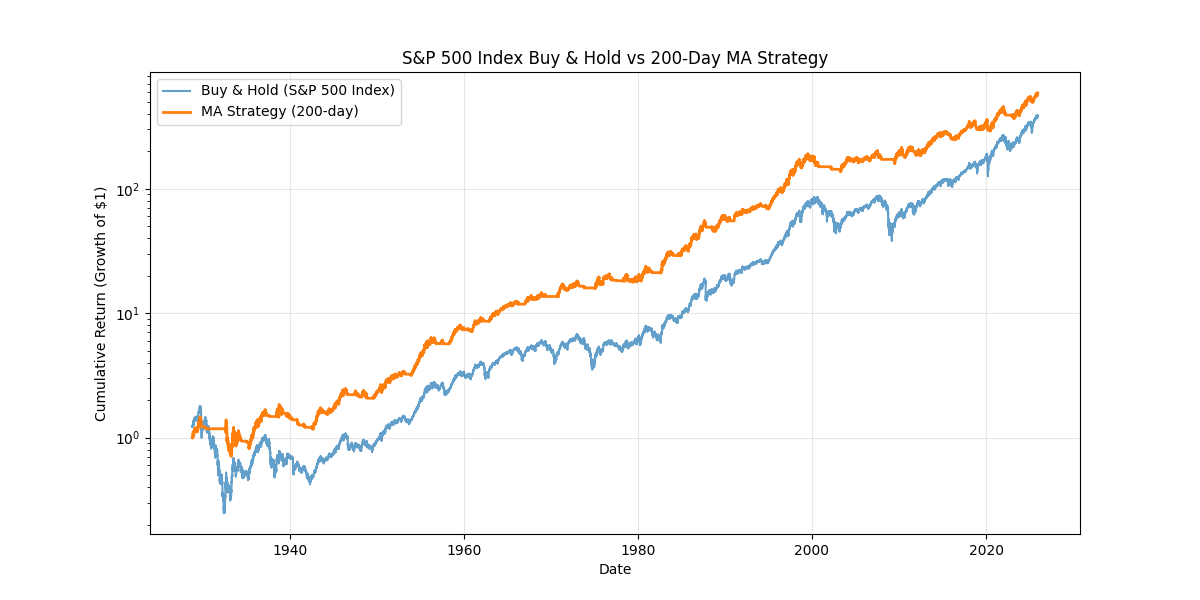 S&P 500 Index Buy & Hold vs 200-Day MA Strategy
Buy & Hold (S&P 500 Index)
MA Strategy (200-day)
Cumulative Return (Growth of $1)
10²
10¹
10⁰
1940 1960 1980 2000 2020
Date